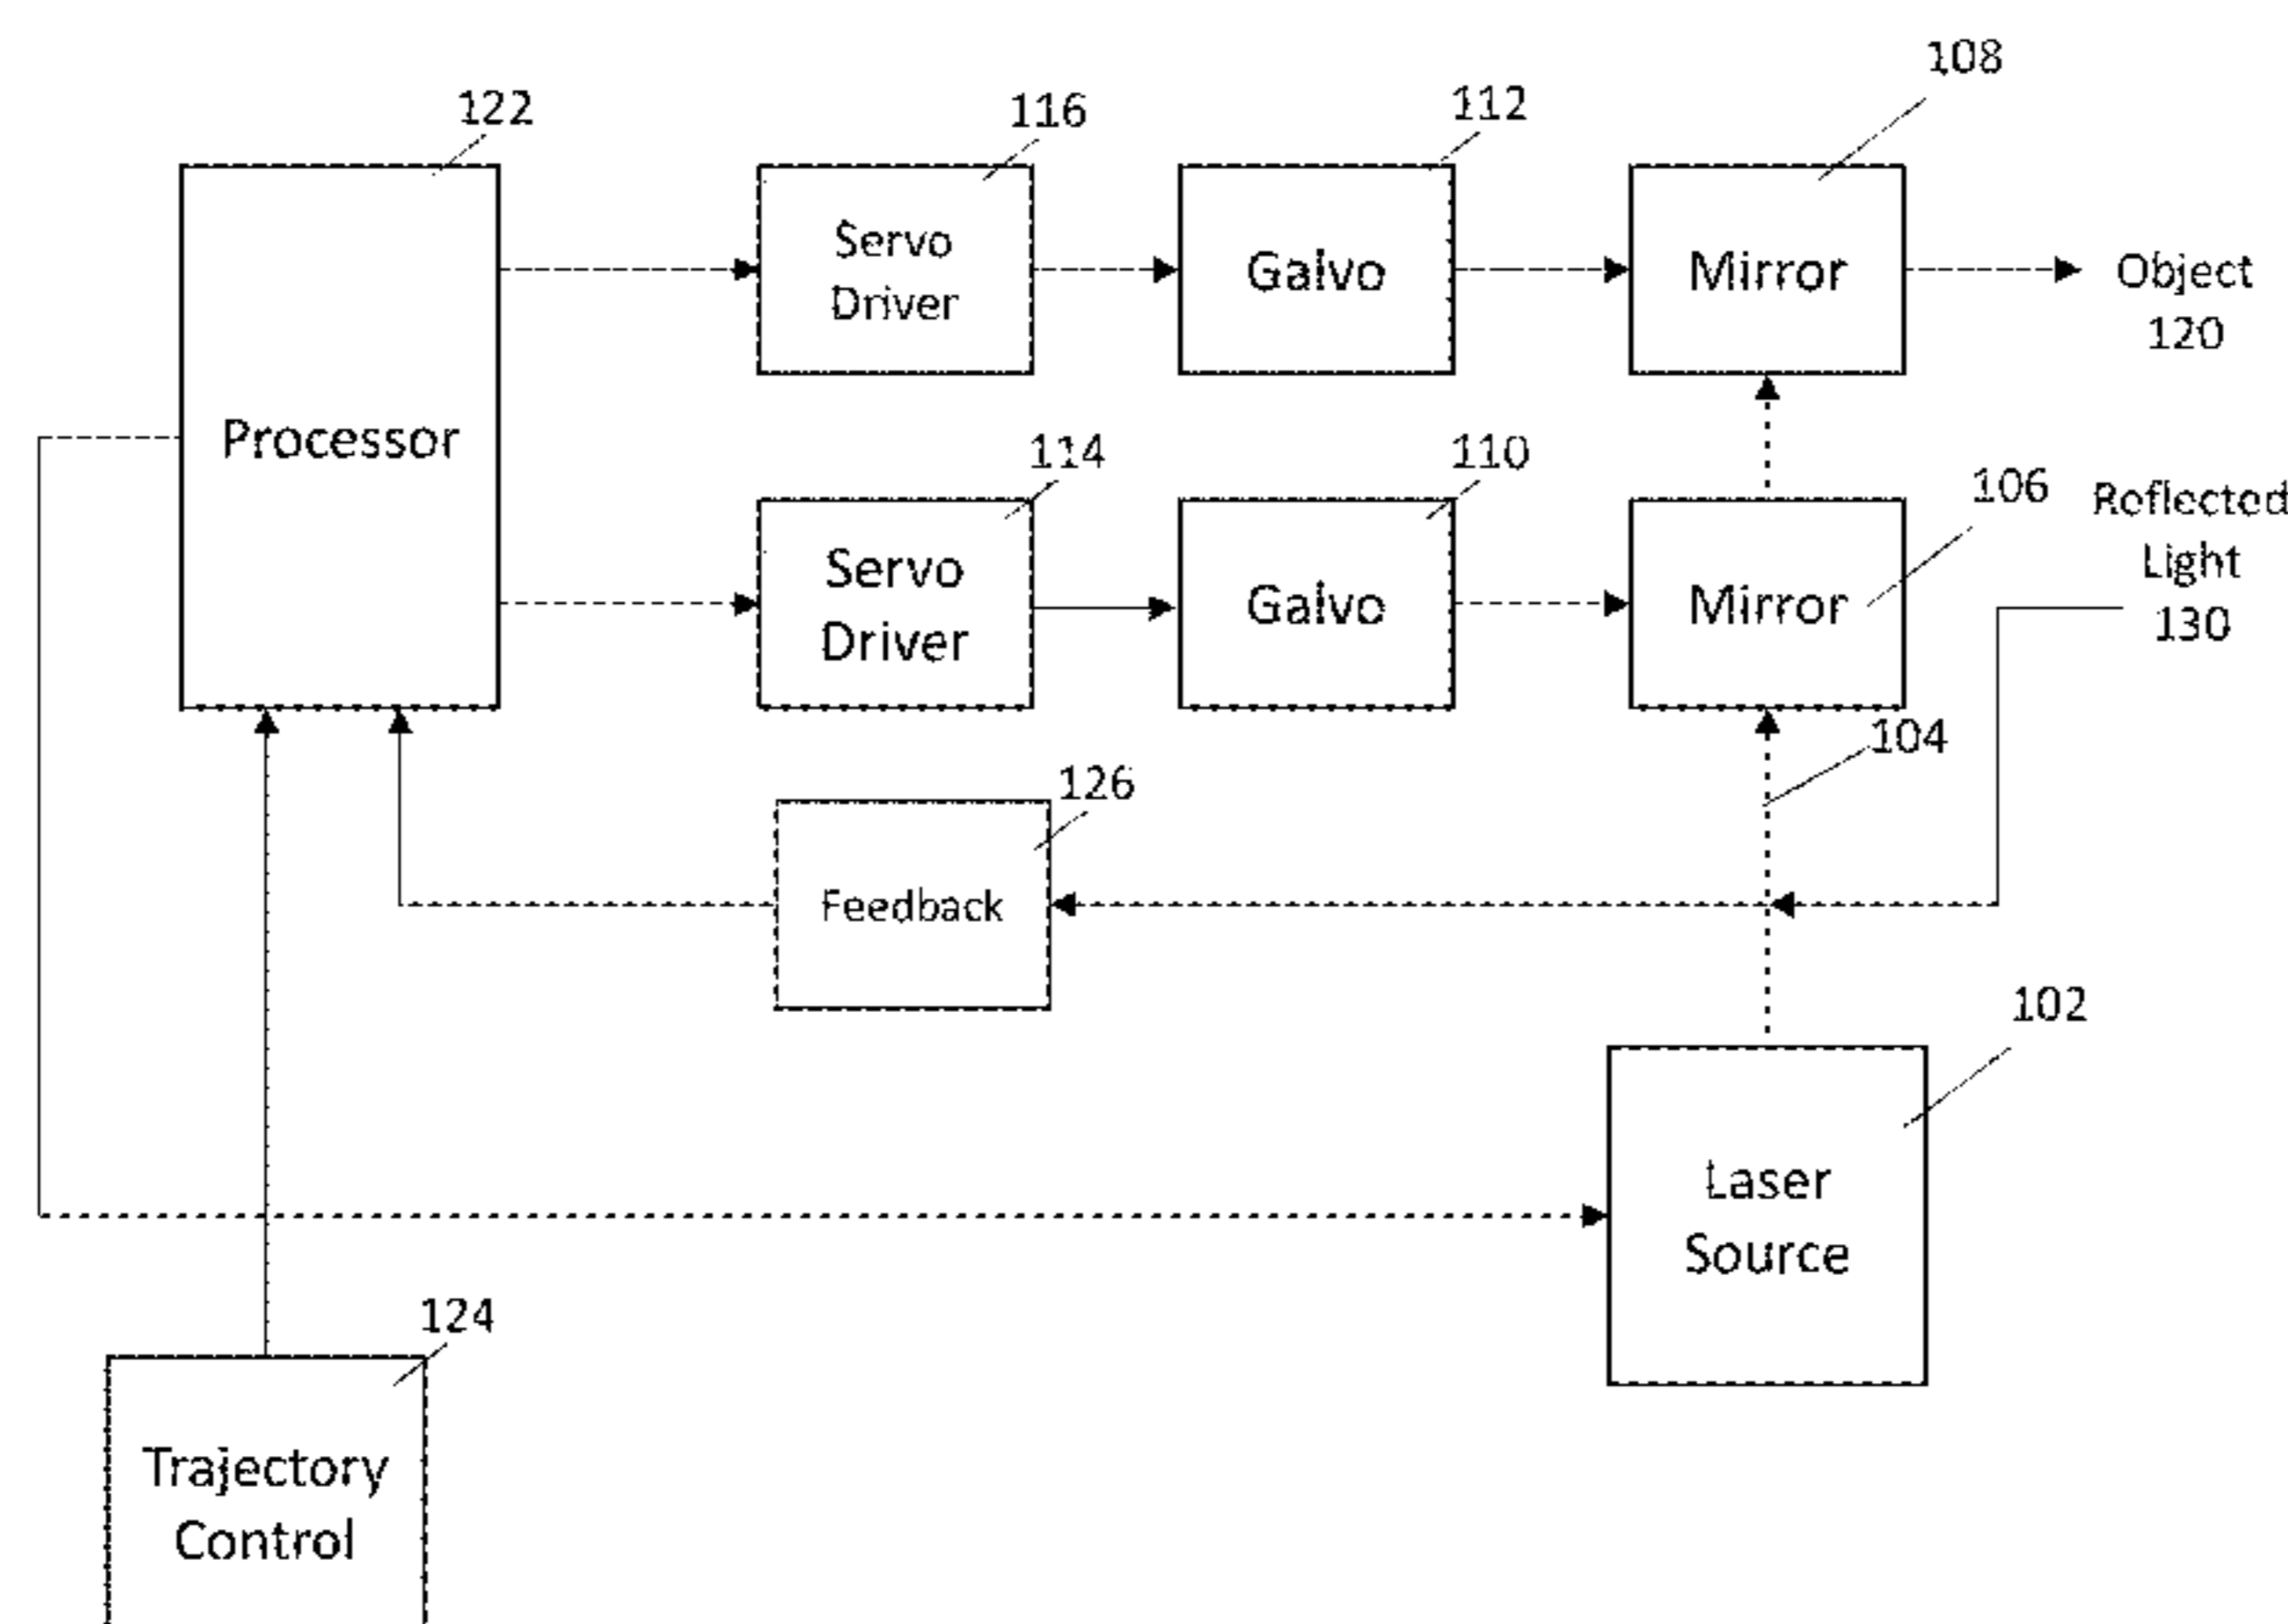 108
122
116
112
Servo
Driver
Galvo
Mirror
Object
120
Processor
114
110
106
Reflected
Light
130
Servo
Driver
Galvo
Mirror
104
126
Feedback
102
Laser
Source
124
Trajectory
Control